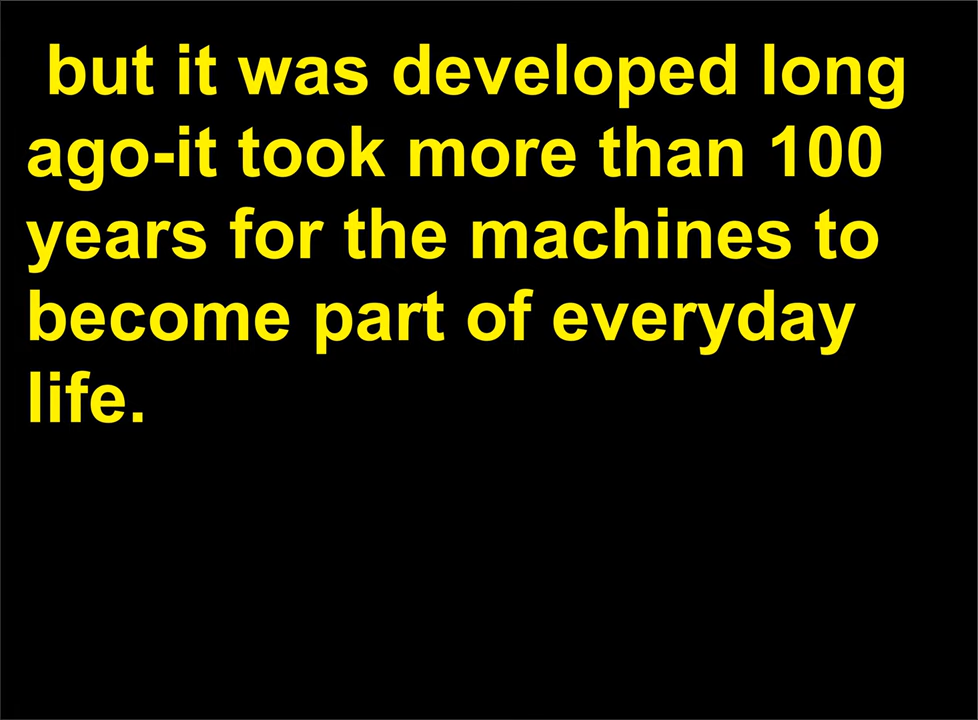 but it was developed long
ago-it took more than 100
years for the machines to
become part of everyday
life.